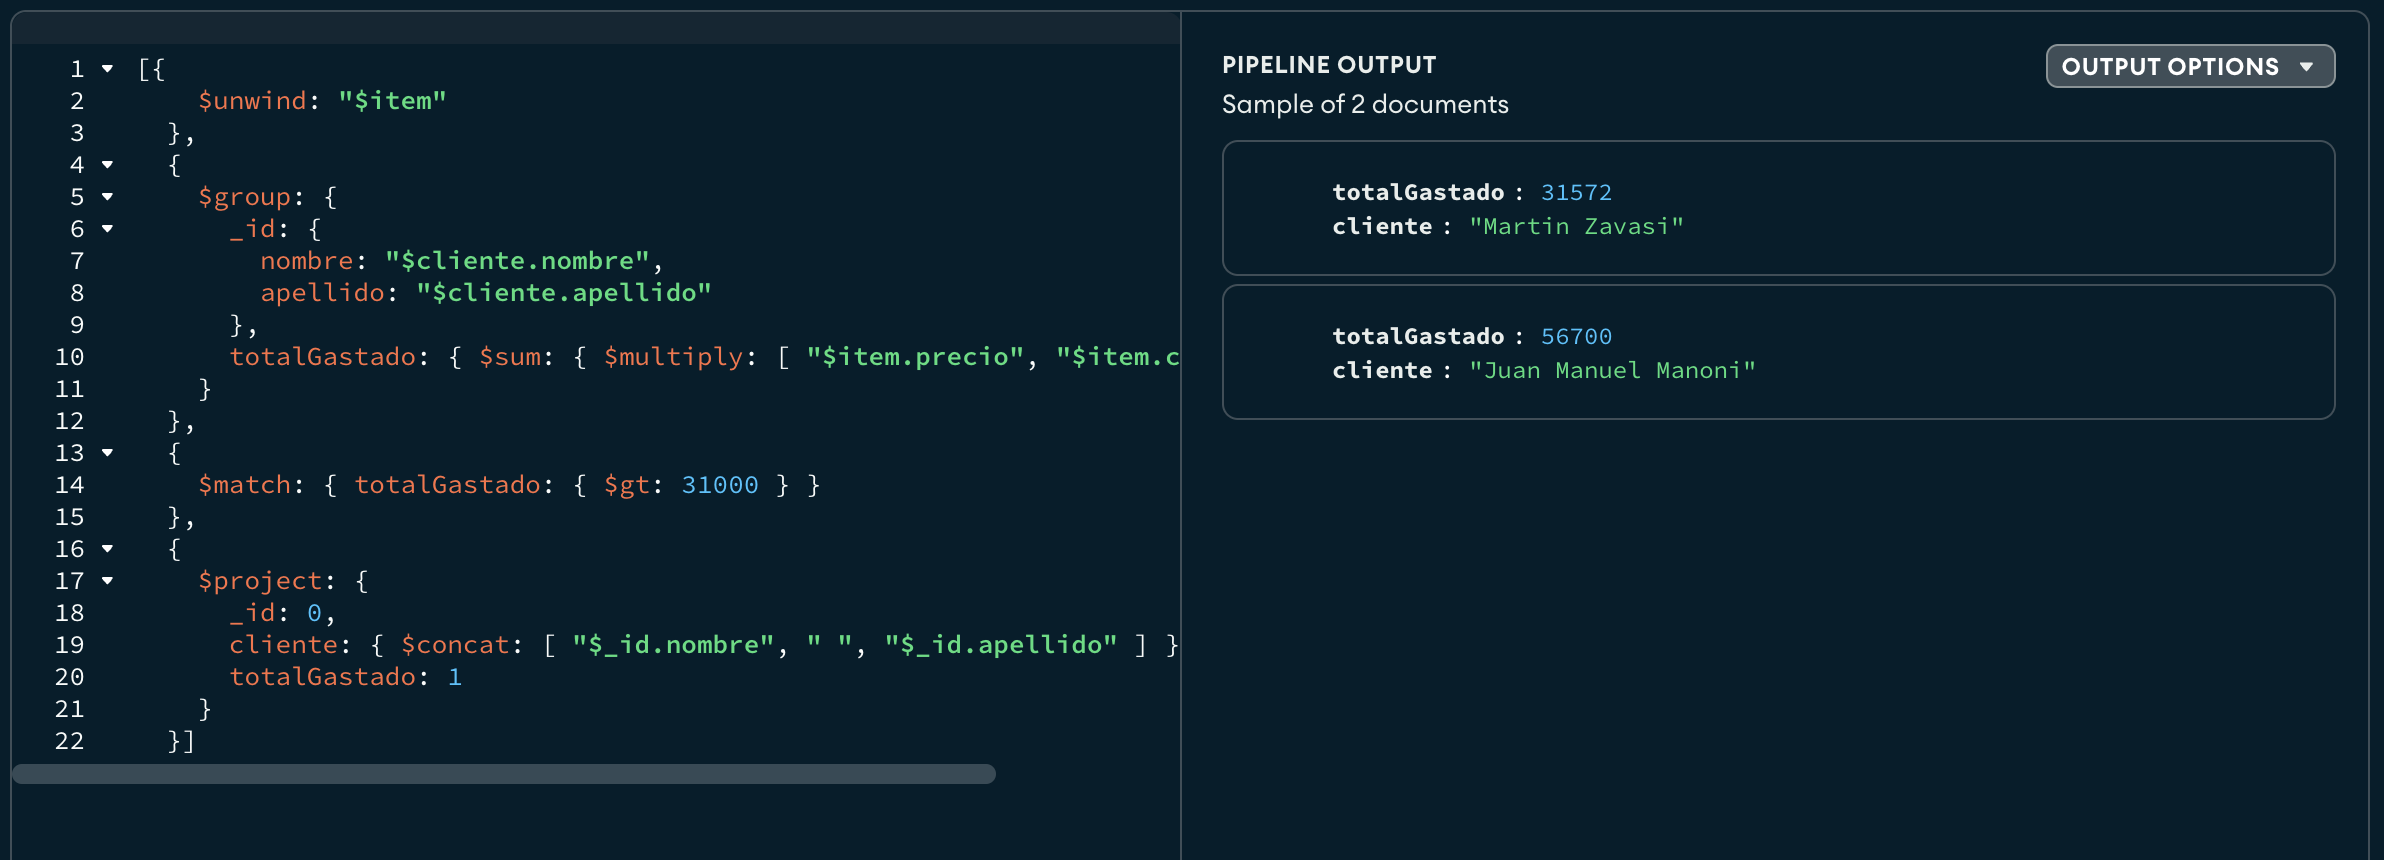 1 [{
2 $unwind: "$item"
3 },
4 {
5 $group: {
6 _id: {
7 nombre: "$cliente.nombre",
8 apellido: "$cliente.apellido"
9 },
10 totalGastado: { $sum: { $multiply: [ "$item.precio", "$item.c
11 }
12 },
13 {
14 $match: { totalGastado: { $gt: 31000 } }
15 },
16 {
17 $project: {
18 _id: 0,
19 cliente: { $concat: [ "$_id.nombre", " ", "$_id.apellido" ] }
20 totalGastado: 1
21 }
22 }]
PIPELINE OUTPUT
OUTPUT OPTIONS
Sample of 2 documents
totalGastado : 31572
cliente : "Martin Zavasi"
totalGastado : 56700
cliente : "Juan Manuel Manoni"